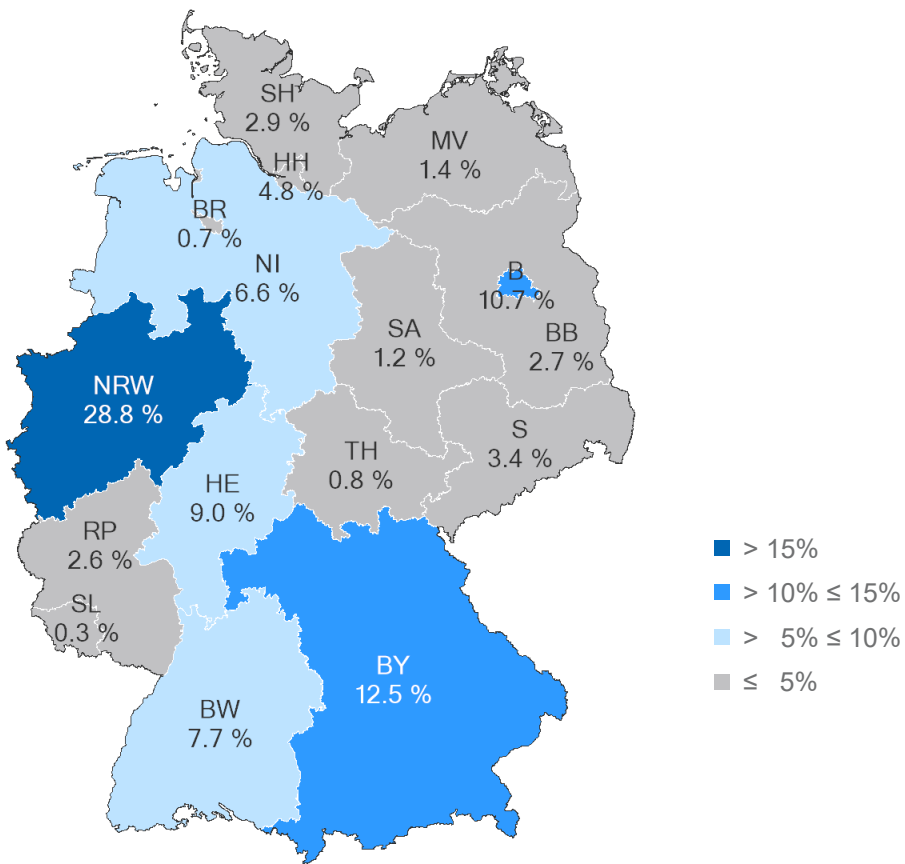 SH
2.9 %
HH
4.8 %
MV
1.4 %
BR
0.7 %
NI
6.6 %
B
10.7 %
BB
2.7 %
SA
1.2 %
NRW
28.8 %
S
3.4 %
TH
0.8 %
HE
9.0 %
RP
2.6 %
SL
0.3 %
BY
12.5 %
BW
7.7 %
> 15%
> 10% ≤ 15%
> 5% ≤ 10%
≤ 5%